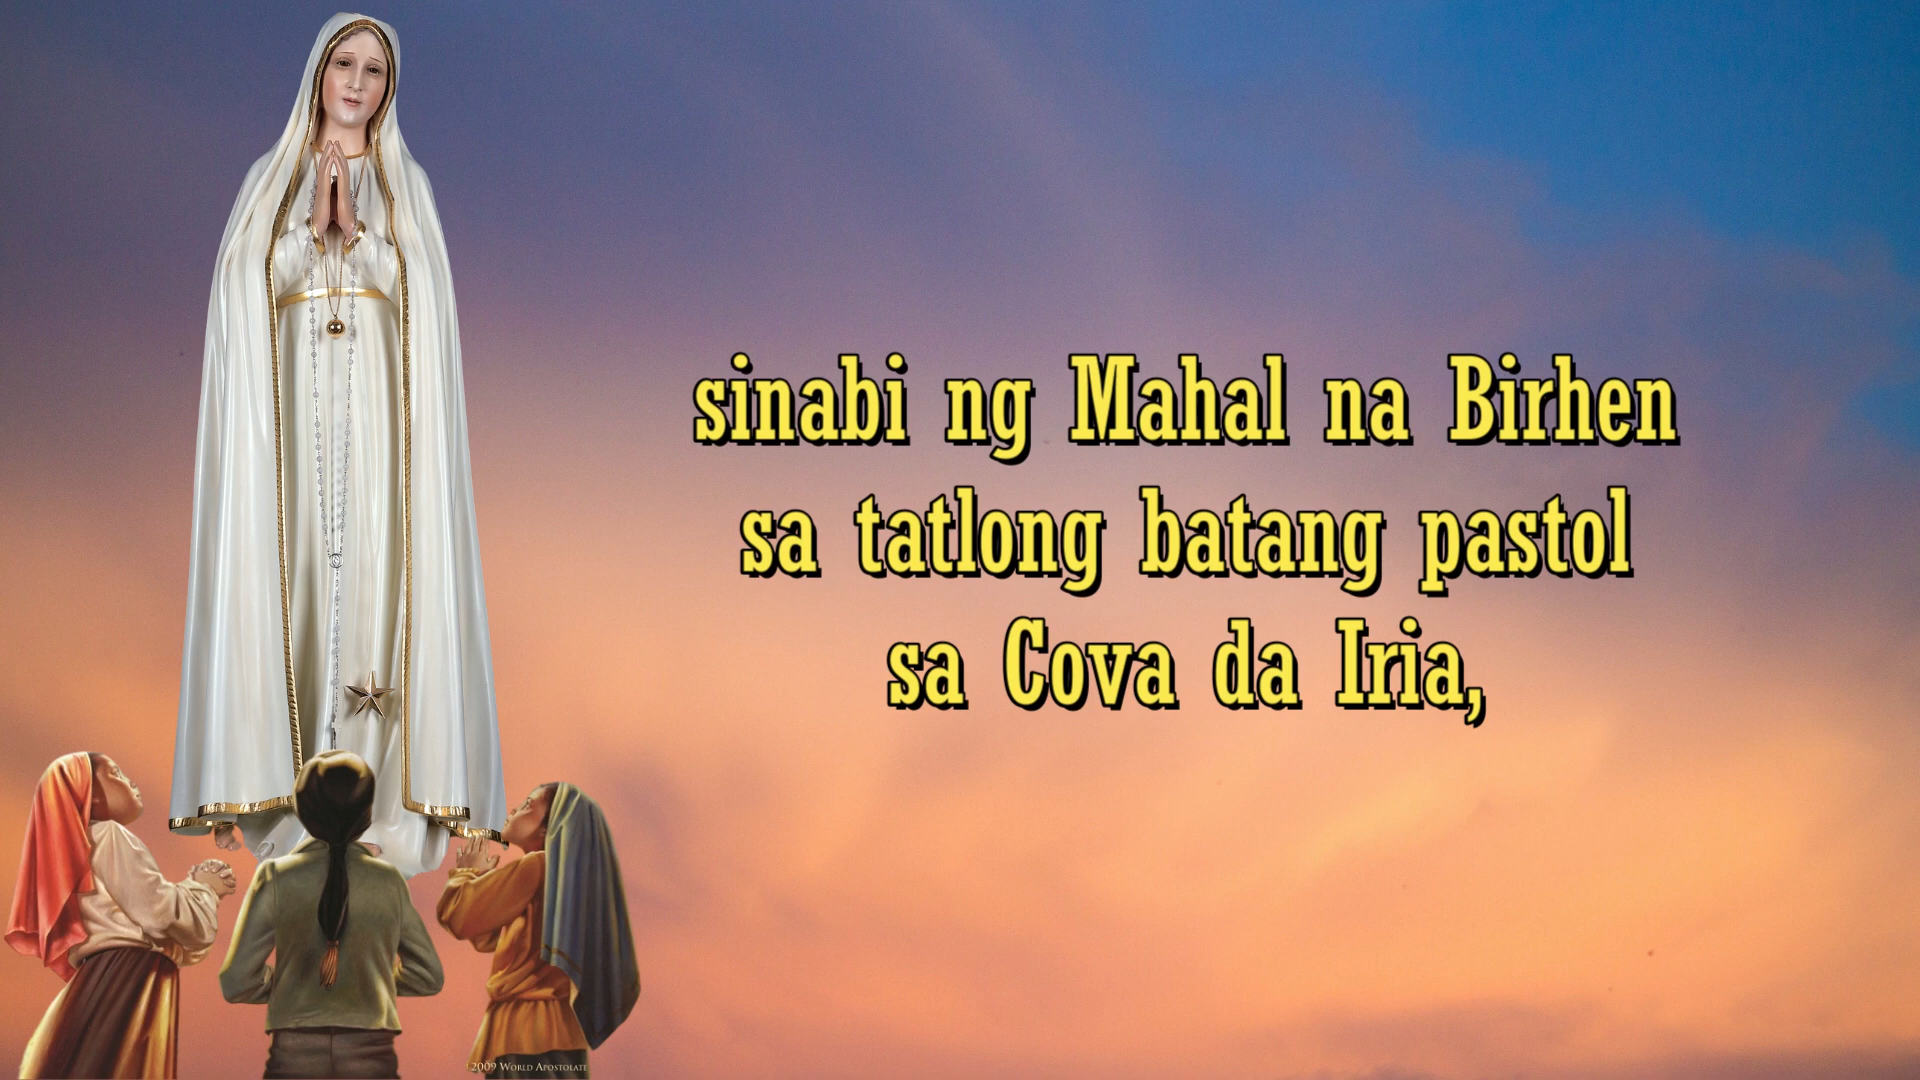 sinabi ng Mahal na Birhen
sa tatlong batang pastol
sa Cova da Iria,
2009 World Apostolate